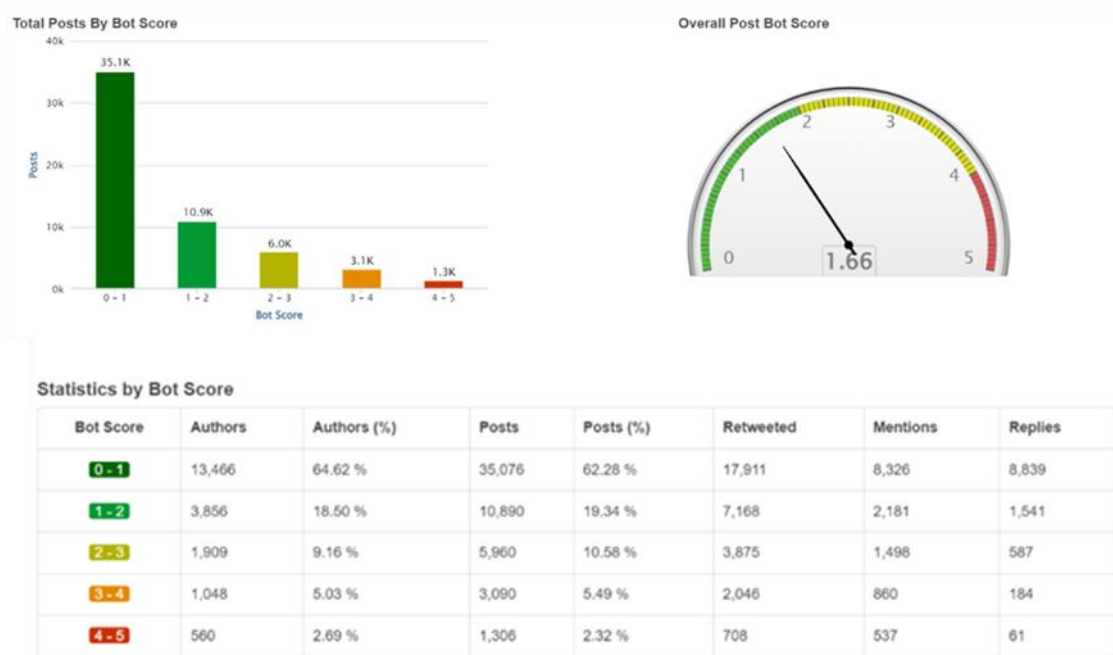 Total Posts By Bot Score
Overall Post Bot Score
40k
35.1K
30k
20k
10k
0k
Posts
10.9K
6.0K
3.1K
1.3K
0 - 1
1 - 2
2 - 3
3 - 4
4 - 5
Bot Score
0
1
2
3
4
5
1.66
Statistics by Bot Score
Bot Score Authors Authors (%) Posts Posts (%) Retweeted Mentions Replies
0 - 1 13,466 64.62 % 35,076 62.28 % 17,911 8,326 8,839
1 - 2 3,856 18.50 % 10,890 19.34 % 7,168 2,181 1,541
2 - 3 1,909 9.16 % 5,960 10.58 % 3,875 1,498 587
3 - 4 1,048 5.03 % 3,090 5.49 % 2,046 860 184
4 - 5 560 2.69 % 1,306 2.32 % 708 537 61